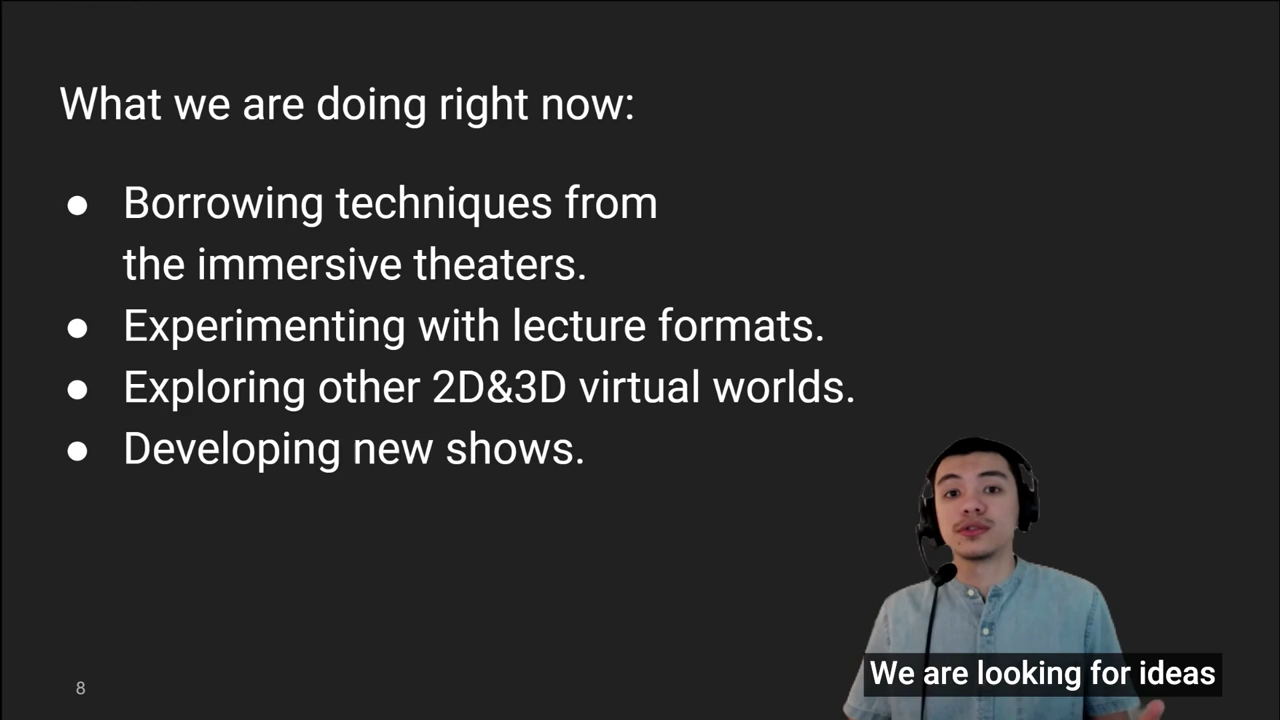 What we are doing right now:
● Borrowing techniques from
the immersive theaters.
● Experimenting with lecture formats.
● Exploring other 2D&3D virtual worlds.
● Developing new shows.
We are looking for ideas
8